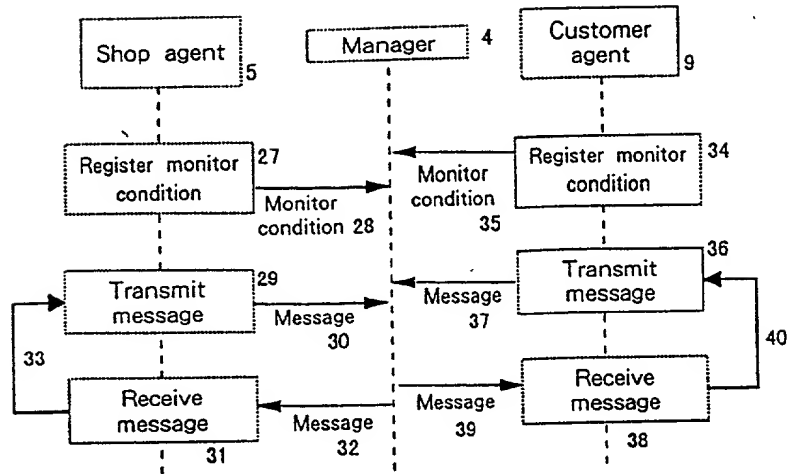 Shop agent
5
Manager
4
Customer
agent
9
Register monitor
condition
27
Monitor
condition 28
Monitor
condition
35
Register monitor
condition
34
Transmit
message
29
Message
30
Message
37
Transmit
message
36
33
40
Receive
message
31
Message
32
Message
39
Receive
message
38